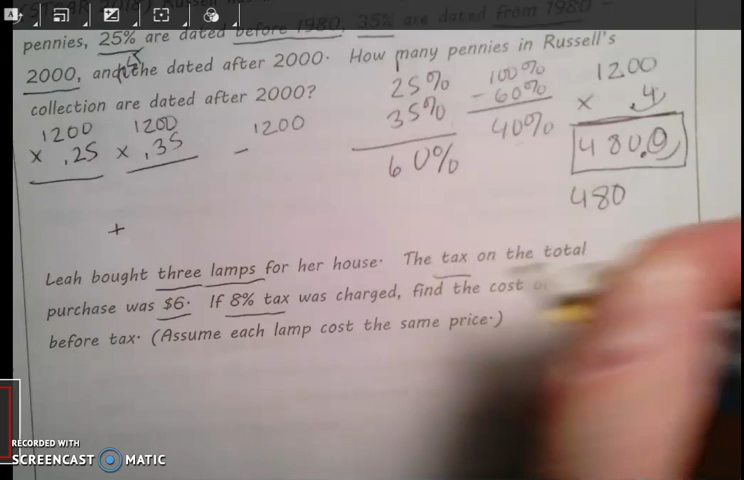 pennies, 25% are dated before 1980, 35% are dated from 1980 -
2000, and the dated after 2000. How many pennies in Russell's
collection are dated after 2000?
1200
x .25
1200
x .35
+
1200
-
25%
35%
60%
100%
- 60%
40%
1200
x .4
480.0
480
Leah bought three lamps for her house. The tax on the total
purchase was $6. If 8% tax was charged, find the cost
before tax. (Assume each lamp cost the same price.)
RECORDED WITH
SCREENCAST MATIC